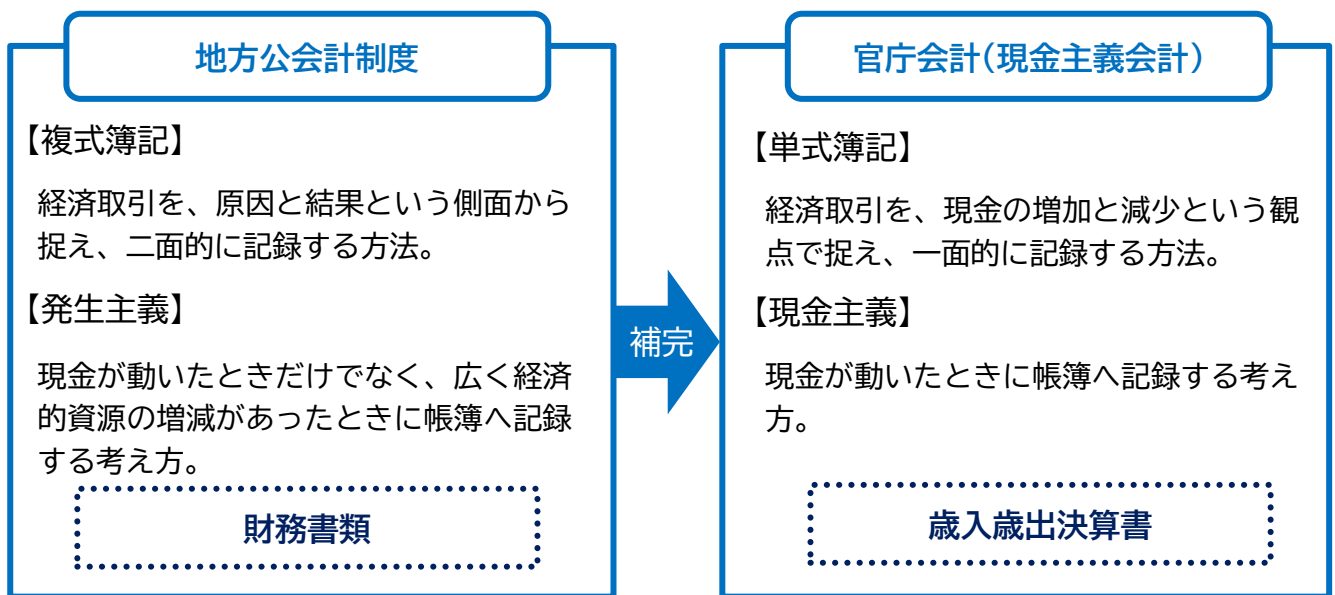 地方公会計制度
【複式簿記】
経済取引を、原因と結果という側面から
捉え、二面的に記録する方法。
【発生主義】
現金が動いたときだけでなく、広く経済
的資源の増減があったときに帳簿へ記録
する考え方。
財務書類
補完
官庁会計(現金主義会計)
【単式簿記】
経済取引を、現金の増加と減少という観
点で捉え、一面的に記録する方法。
【現金主義】
現金が動いたときに帳簿へ記録する考え
方。
歳入歳出決算書